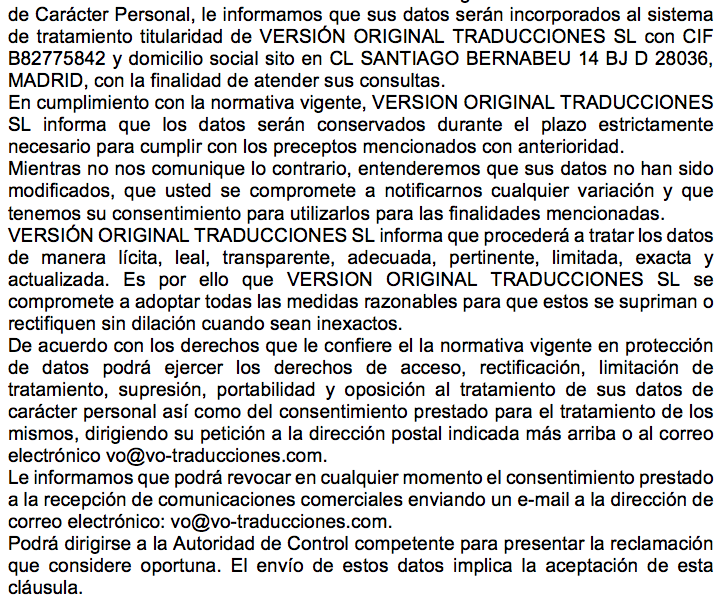 de Carácter Personal, le informamos que sus datos serán incorporados al sistema
de tratamiento titularidad de VERSIÓN ORIGINAL TRADUCCIONES SL con CIF
B82775842 y domicilio social sito en CL SANTIAGO BERNABEU 14 BJ D 28036,
MADRID, con la finalidad de atender sus consultas.
En cumplimiento con la normativa vigente, VERSION ORIGINAL TRADUCCIONES
SL informa que los datos serán conservados durante el plazo estrictamente
necesario para cumplir con los preceptos mencionados con anterioridad.
Mientras no nos comunique lo contrario, entenderemos que sus datos no han sido
modificados, que usted se compromete a notificarnos cualquier variación y que
tenemos su consentimiento para utilizarlos para las finalidades mencionadas.
VERSIÓN ORIGINAL TRADUCCIONES SL informa que procederá a tratar los datos
de manera lícita, leal, transparente, adecuada, pertinente, limitada, exacta y
actualizada. Es por ello que VERSION ORIGINAL TRADUCCIONES SL se
compromete a adoptar todas las medidas razonables para que estos se supriman o
rectifiquen sin dilación cuando sean inexactos.
De acuerdo con los derechos que le confiere el la normativa vigente en protección
de datos podrá ejercer los derechos de acceso, rectificación, limitación de
tratamiento, supresión, portabilidad y oposición al tratamiento de sus datos de
carácter personal así como del consentimiento prestado para el tratamiento de los
mismos, dirigiendo su petición a la dirección postal indicada más arriba o al correo
electrónico vo@vo-traducciones.com.
Le informamos que podrá revocar en cualquier momento el consentimiento prestado
a la recepción de comunicaciones comerciales enviando un e-mail a la dirección de
correo electrónico: vo@vo-traducciones.com.
Podrá dirigirse a la Autoridad de Control competente para presentar la reclamación
que considere oportuna. El envío de estos datos implica la aceptación de esta
cláusula.